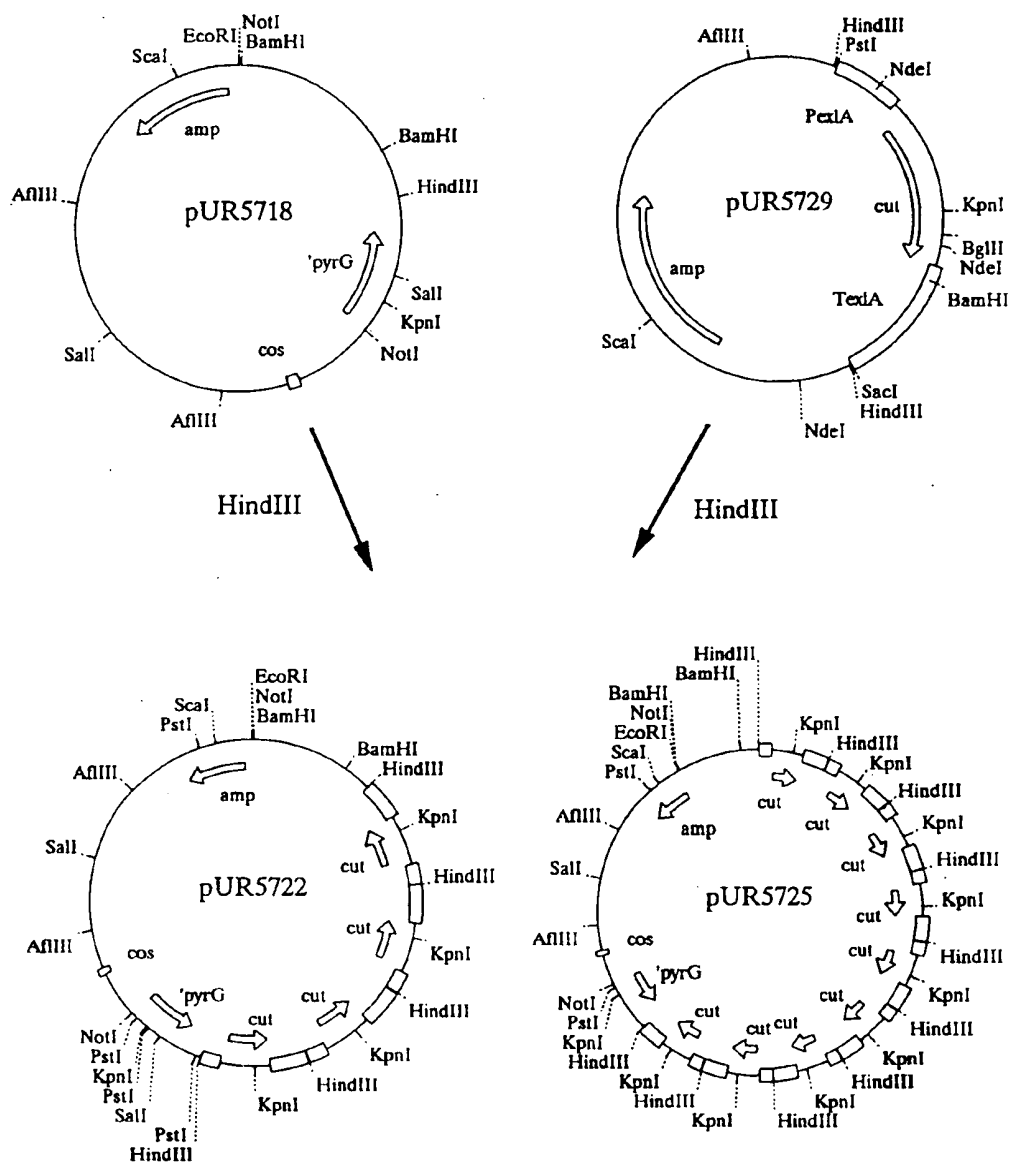 NotI
EcoRI
BamHI
ScaI
amp
BamHI
AflIII
HindIII
pUR5718
'pyrG
SalI
KpnI
SalI
NotI
cos
AflIII
HindIII
AflIII
PstI
NdeI
PexlA
pUR5729
cut
KpnI
BglII
NdeI
amp
TexlA
BamHI
ScaI
SacI
HindIII
NdeI
HindIII
HindIII
EcoRI
ScaI
NotI
PstI
BamHI
BamHI
HindIII
AflIII
amp
KpnI
SalI
cut
HindIII
pUR5722
cut
AflIII
KpnI
cos
'pyrG
cut
HindIII
cut
NotI
PstI
KpnI
KpnI
PstI
HindIII
SalI
KpnI
PstI
HindIII
HindIII
BamHI
BamHI
NotI
KpnI
EcoRI
HindIII
ScaI
KpnI
PstI
cut
HindIII
AflIII
amp
cut
KpnI
SalI
cut
HindIII
pUR5725
KpnI
cut
AflIII
cos
HindIII
cut
'pyrG
KpnI
cut
NotI
cut
HindIII
PstI
cut
cut
KpnI
KpnI
HindIII
HindIII
KpnI
KpnI
HindIII
KpnI
HindIII